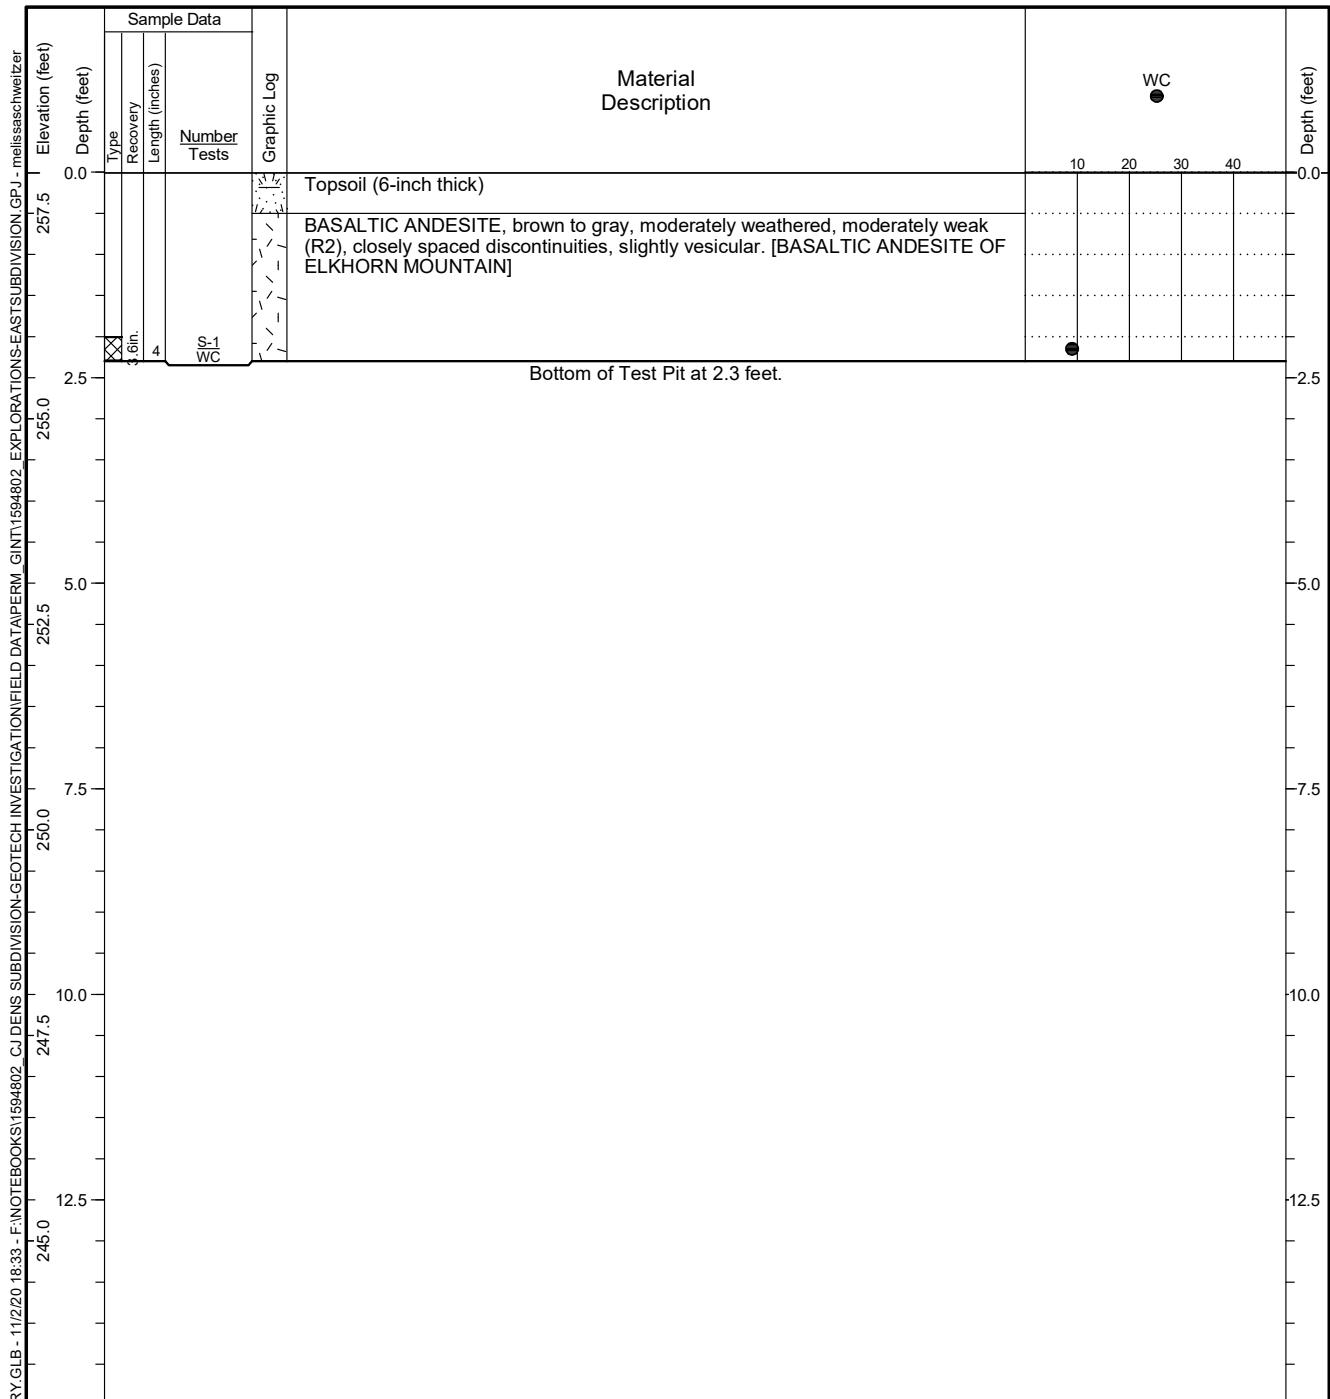 Sample Data
Elevation (feet)
Depth (feet)
Type
Recovery
Length (inches)
Number
Tests
Graphic Log
Material
Description
WC
Depth (feet)
10 20 30 40
0.0
0.0
Topsoil (6-inch thick)
257.5
BASALTIC ANDESITE, brown to gray, moderately weathered, moderately weak
(R2), closely spaced discontinuities, slightly vesicular. [BASALTIC ANDESITE OF
ELKHORN MOUNTAIN]
3.6in.
4
S-1
WC
Bottom of Test Pit at 2.3 feet.
2.5
2.5
255.0
5.0
5.0
252.5
7.5
7.5
250.0
10.0
10.0
247.5
12.5
12.5
245.0
RY.GLB - 11/2/20 18:33 - F:\NOTEBOOKS\1594802_CJ DENS SUBDIVISION-GEOTECH INVESTIGATION\FIELD DATA\PERM_GINT\1594802_EXPLORATIONS-EASTSUBDIVISION.GPJ - melissaschweitzer